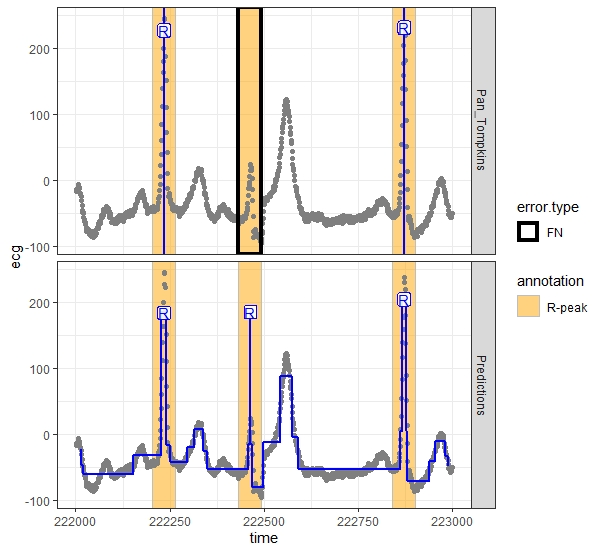 200
100
0
-100
R
R
Pan_Tompkins
ecg
200
100
0
-100
R
R
R
Predictions
222000
222250
222500
222750
223000
time
error.type
FN
annotation
R-peak